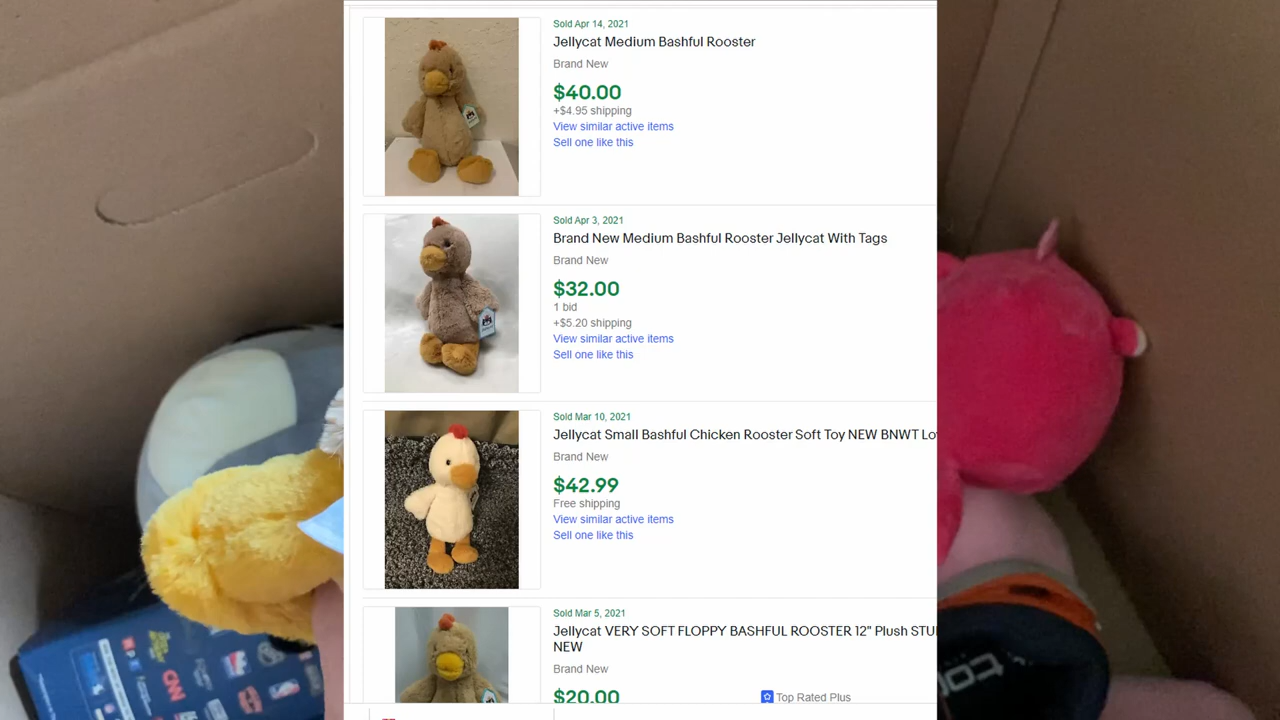 Sold Apr 14, 2021
Jellycat Medium Bashful Rooster
Brand New
$40.00
+$4.95 shipping
View similar active items
Sell one like this
Sold Apr 3, 2021
Brand New Medium Bashful Rooster Jellycat With Tags
Brand New
$32.00
1 bid
+$5.20 shipping
View similar active items
Sell one like this
Sold Mar 10, 2021
Jellycat Small Bashful Chicken Rooster Soft Toy NEW BNWT Lo
Brand New
$42.99
Free shipping
View similar active items
Sell one like this
Sold Mar 5, 2021
Jellycat VERY SOFT FLOPPY BASHFUL ROOSTER 12" Plush STU
NEW
Brand New
$20.00
Top Rated Plus
CNN